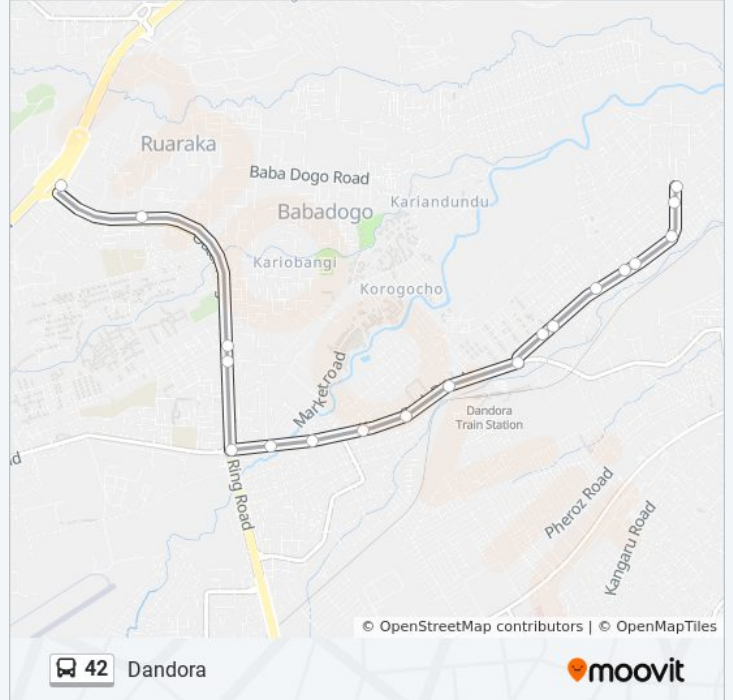 Ruaraka
Baba Dogo Road
Kariandundu
Babadogo
Kariobangi
Korogocho
Market road
Dandora
Train Station
Ring Road
Pheroz Road
Kangaru Road
© OpenStreetMap contributors | © OpenMapTiles
42 Dandora
moovit